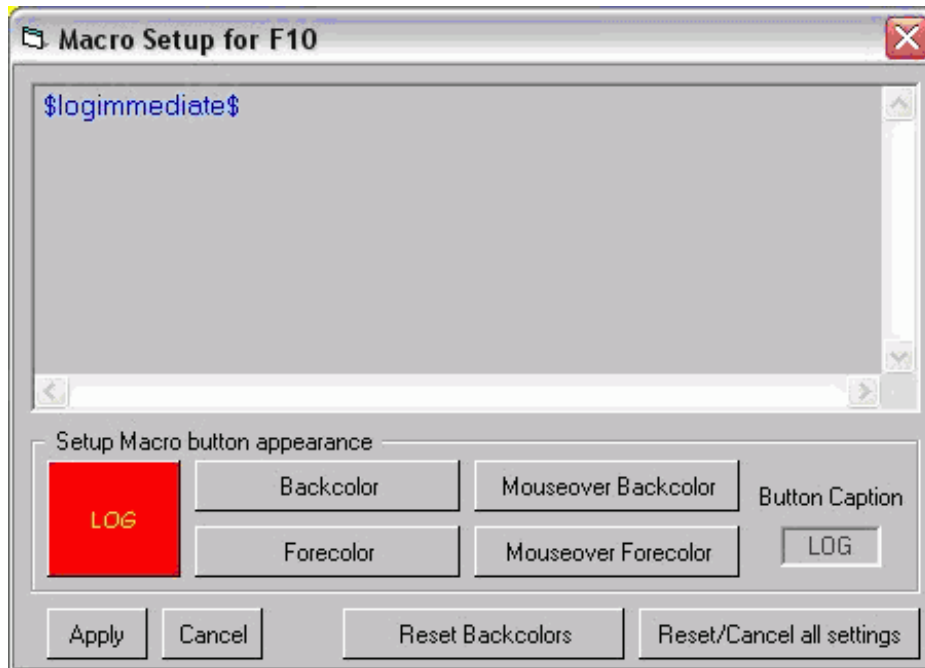 Macro Setup for F10
$logimmediate$
Setup Macro button appearance
LOG
Backcolor
Mouseover Backcolor
Button Caption
Forecolor
Mouseover Forecolor
LOG
Apply
Cancel
Reset Backcolors
Reset/Cancel all settings